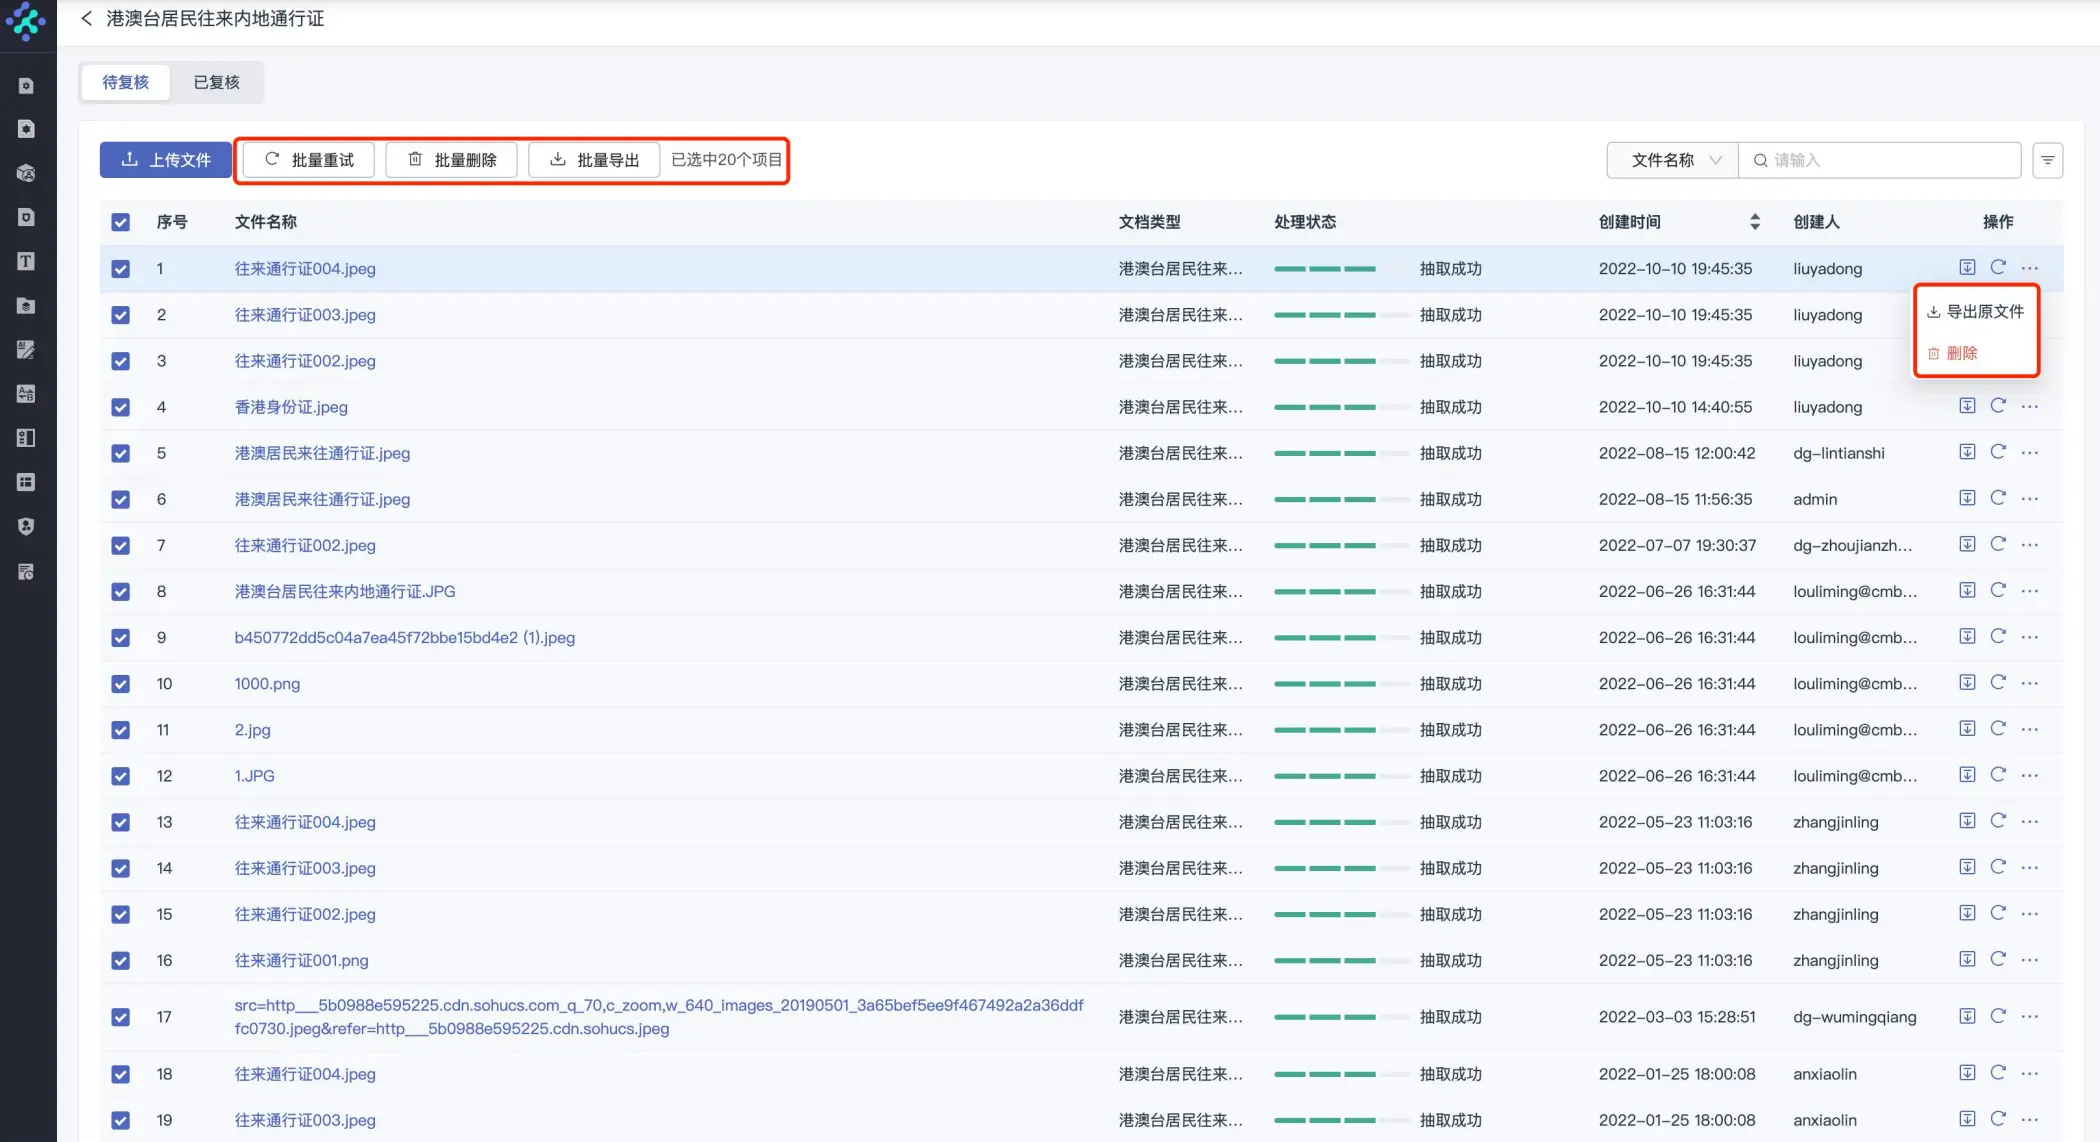 港澳台居民往来内地通行证
待复核 已复核
上传文件 批量重试 批量删除 批量导出 已选中20个项目 文件名称 请输入
序号 文件名称 文档类型 处理状态 创建时间 创建人 操作
1 往来通行证004.jpeg 港澳台居民往来... 抽取成功 2022-10-10 19:45:35 liuyadong ...
导出原文件
2 往来通行证003.jpeg 港澳台居民往来... 抽取成功 2022-10-10 19:45:35 liuyadong
删除
3 往来通行证002.jpeg 港澳台居民往来... 抽取成功 2022-10-10 19:45:35 liuyadong
4 香港身份证.jpeg 港澳台居民往来... 抽取成功 2022-10-10 14:40:55 liuyadong ...
5 港澳居民来往通行证.jpeg 港澳台居民往来... 抽取成功 2022-08-15 12:00:42 dg-lintianshi ...
6 港澳居民来往通行证.jpeg 港澳台居民往来... 抽取成功 2022-08-15 11:56:35 admin ...
7 往来通行证002.jpeg 港澳台居民往来... 抽取成功 2022-07-07 19:30:37 dg-zhoujianzh... ...
8 港澳台居民往来内地通行证.JPG 港澳台居民往来... 抽取成功 2022-06-26 16:31:44 louliming@cmb... ...
9 b450772dd5c04a7ea45f72bbe15bd4e2 (1).jpeg 港澳台居民往来... 抽取成功 2022-06-26 16:31:44 louliming@cmb... ...
10 1000.png 港澳台居民往来... 抽取成功 2022-06-26 16:31:44 louliming@cmb... ...
11 2.jpg 港澳台居民往来... 抽取成功 2022-06-26 16:31:44 louliming@cmb... ...
12 1.JPG 港澳台居民往来... 抽取成功 2022-06-26 16:31:44 louliming@cmb... ...
13 往来通行证004.jpeg 港澳台居民往来... 抽取成功 2022-05-23 11:03:16 zhangjinling ...
14 往来通行证003.jpeg 港澳台居民往来... 抽取成功 2022-05-23 11:03:16 zhangjinling ...
15 往来通行证002.jpeg 港澳台居民往来... 抽取成功 2022-05-23 11:03:16 zhangjinling ...
16 往来通行证001.png 港澳台居民往来... 抽取成功 2022-05-23 11:03:16 zhangjinling ...
src=http___5b0988e595225.cdn.sohucs.com_q_70,c_zoom,w_640_images_20190501_3a65bef5ee9f467492a2a36ddf
17 港澳台居民往来... 抽取成功 2022-03-03 15:28:51 dg-wumingqiang ...
fc0730.jpeg&refer=http___5b0988e595225.cdn.sohucs.jpeg
18 往来通行证004.jpeg 港澳台居民往来... 抽取成功 2022-01-25 18:00:08 anxiaolin ...
19 往来通行证003.jpeg 港澳台居民往来... 抽取成功 2022-01-25 18:00:08 anxiaolin ...